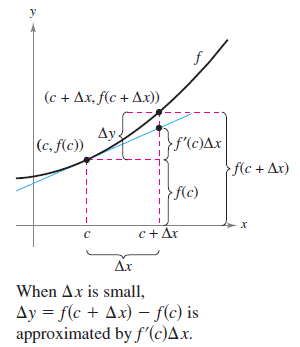 y
f
(c + Δx, f(c + Δx))
Δy
(c, f(c))
f′(c)Δx
f(c + Δx)
f(c)
x
c
c + Δx
Δx
When Δx is small,
Δy = f(c + Δx) − f(c) is
approximated by f′(c)Δx.